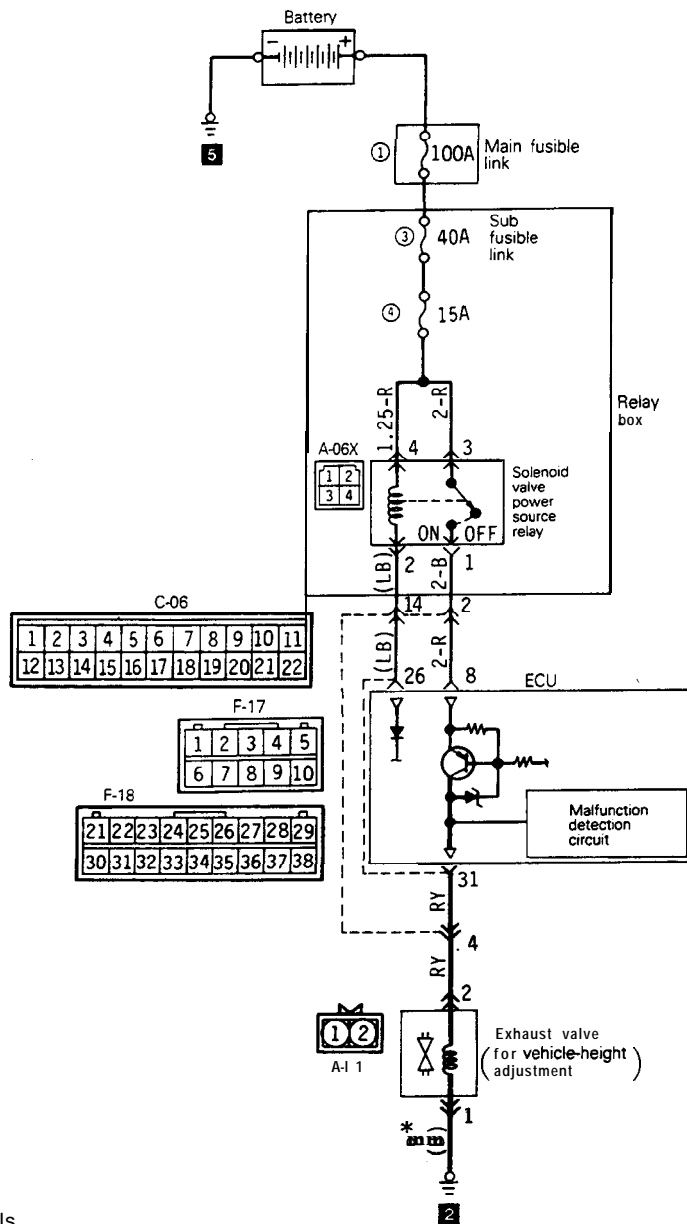 Battery
- +
5
① 100A Main fusible link
③ 40A Sub fusible link
④ 15A
Relay box
1.25-R
2-R
A-06X
4 3
1 2
3 4
Solenoid valve power source relay
ON OFF
(LB) 2
2-B 1
14 2
C-06
1 2 3 4 5 6 7 8 9 10 11
12 13 14 15 16 17 18 19 20 21 22
(LB)
2-R
26 8
ECU
F-17
1 2 3 4 5
6 7 8 9 10
F-18
21 22 23 24 25 26 27 28 29
30 31 32 33 34 35 36 37 38
Malfunction detection circuit
31
RY
4
RY
2
1 2
A-I 1
Exhaust valve
(for vehicle-height adjustment)
1
*
2
ls